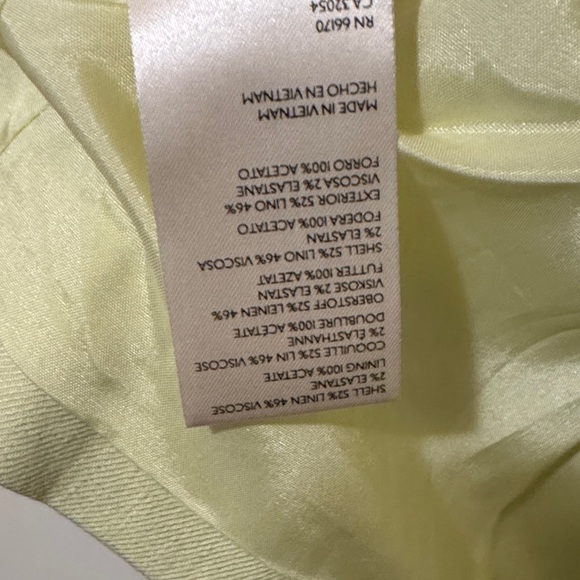 SHELL 52% LINEN 46% VISCOSE
2% ELASTANE
LINING 100% ACETATE
COQUILLE 52% LIN 46% VISCOSE
2% ÉLASTHANNE
DOUBLURE 100% ACÉTATE
OBERSTOFF 52% LEINEN 46%
VISKOSE 2% ELASTAN
FUTTER 100% AZETAT
SHELL 52% LINO 46% VISCOSA
2% ELASTAN
FODERA 100% ACETATO
EXTERIOR 52% LINO 46%
VISCOSA 2% ELASTANE
FORRO 100% ACETATO
MADE IN VIETNAM
HECHO EN VIETNAM
RN 66170
CA 32054